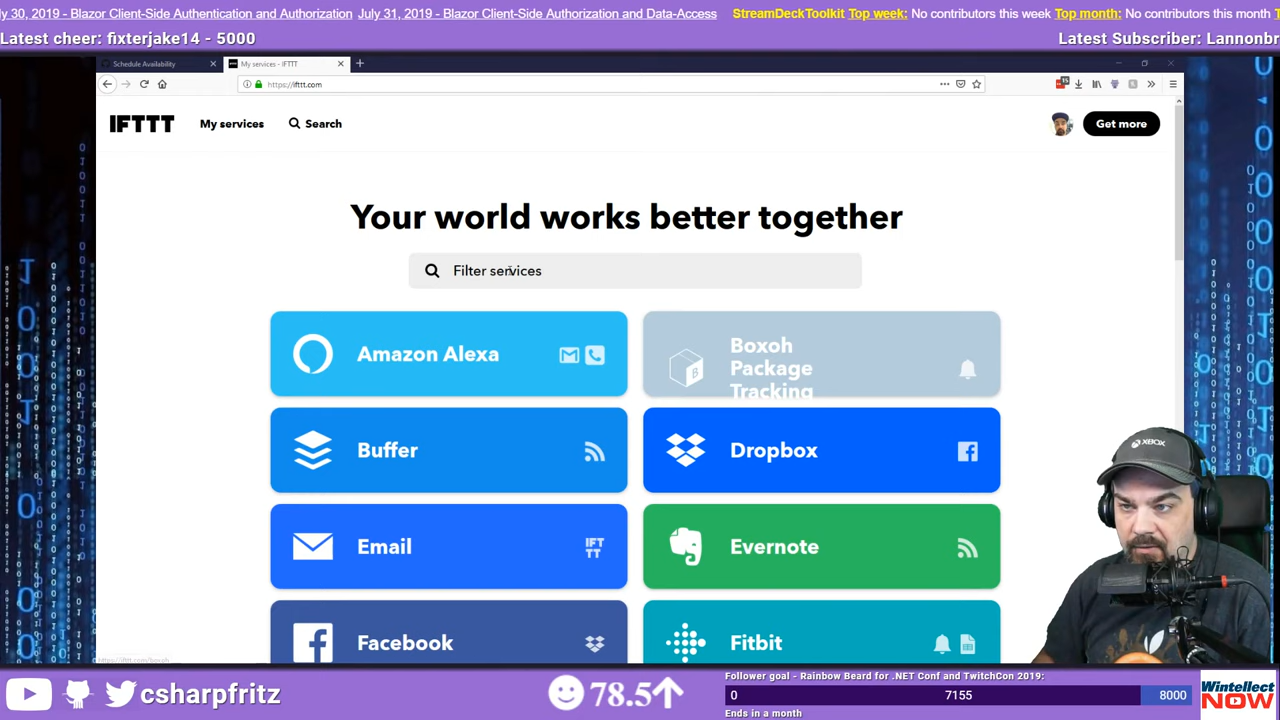 ly 30, 2019 - Blazor Client-Side Authentication and Authorization July 31, 2019 - Blazor Client-Side Authorization and Data-Access StreamDeckToolkit Top week: No contributors this week Top month: No contributors this month
Latest cheer: fixterjake14 - 5000
Latest Subscriber: Lannonbr
Schedule Availability
My services - IFTTT
https://ifttt.com
15
IFTTT
My services
Search
Get more
Your world works better together
Filter services
Amazon Alexa
Boxoh
Package
Tracking
B
Buffer
Dropbox
Email
IFTTT
Evernote
Facebook
Fitbit
XBOX
csharpfritz
78.5
Follower goal - Rainbow Beard for .NET Conf and TwitchCon 2019:
0
7155
8000
Ends in a month
Wintellect
NOW